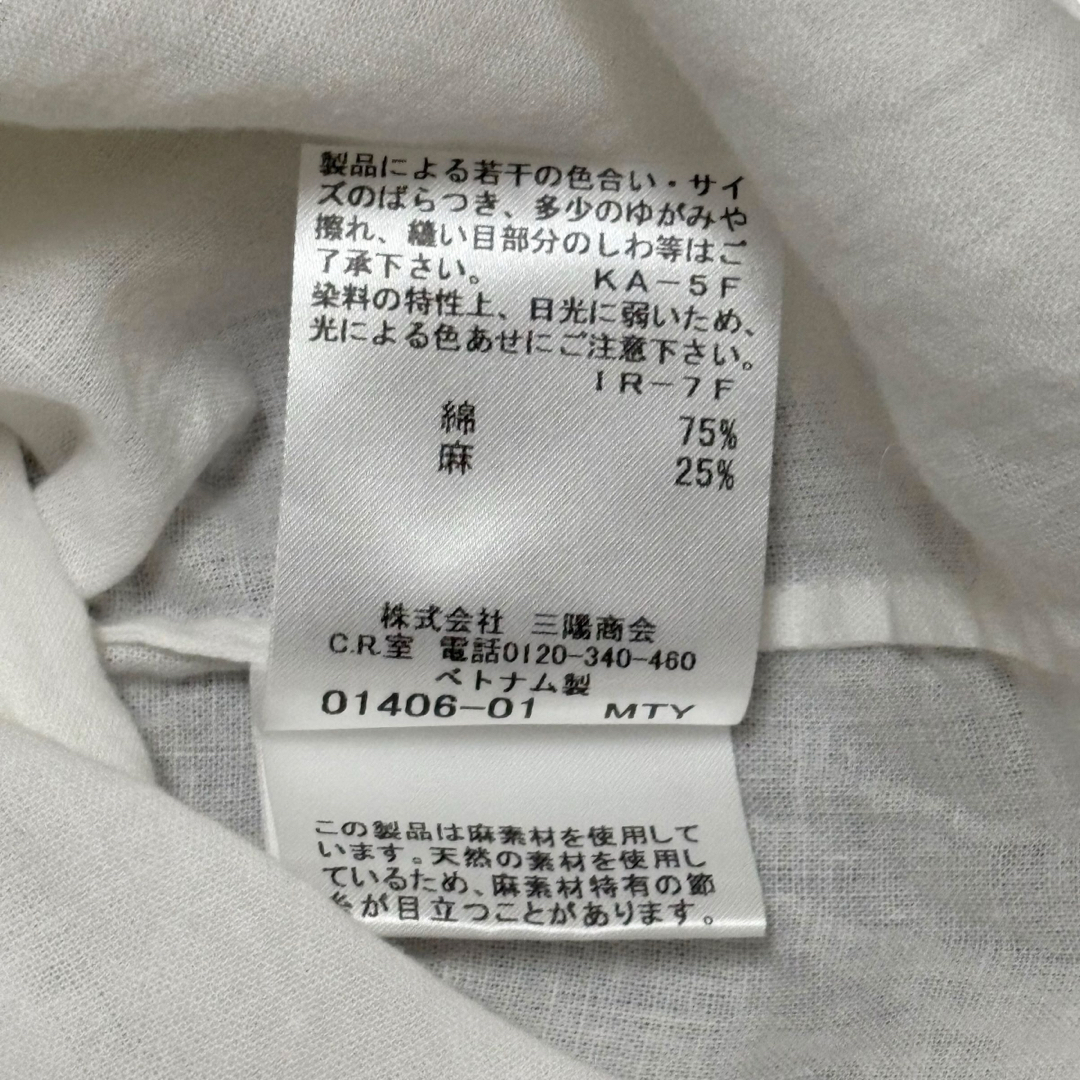 製品による若干の色合い・サイ
ズのばらつき、多少のゆがみや
擦れ、縫い目部分のしわ等はご
了承下さい。 KA-5F
染料の特性上、日光に弱いため、
光による色あせにご注意下さい。
IR-7F
綿 75%
麻 25%
株式会社 三陽商会
C.R.室 電話0120-340-460
ベトナム製
01406-01 MTY
この製品は麻素材を使用して
います。天然の素材を使用し
ているため、麻素材特有の節
糸が目立つことがあります。